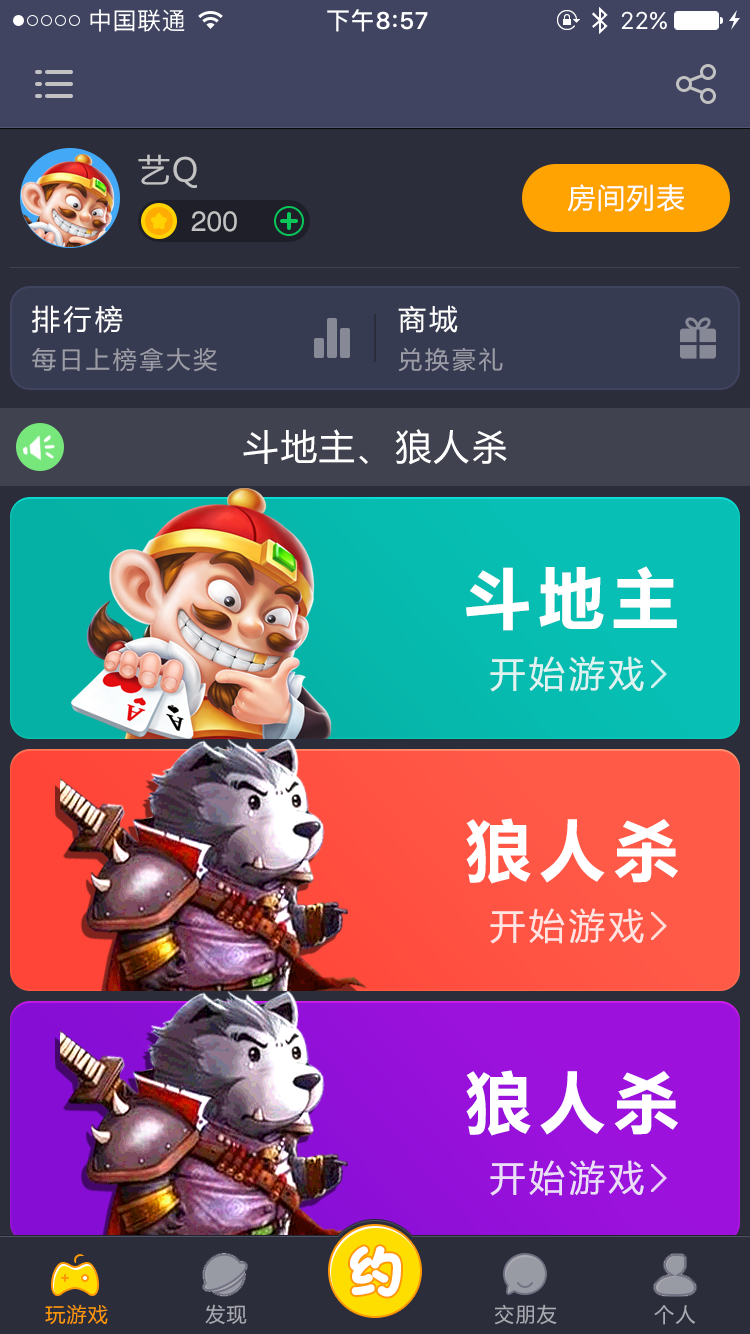 中国联通 下午8:57 22%
艺Q
200
房间列表
排行榜
每日上榜拿大奖
商城
兑换豪礼
斗地主、狼人杀
斗地主
开始游戏
A A
狼人杀
开始游戏
狼人杀
开始游戏
玩游戏 发现 约 交朋友 个人